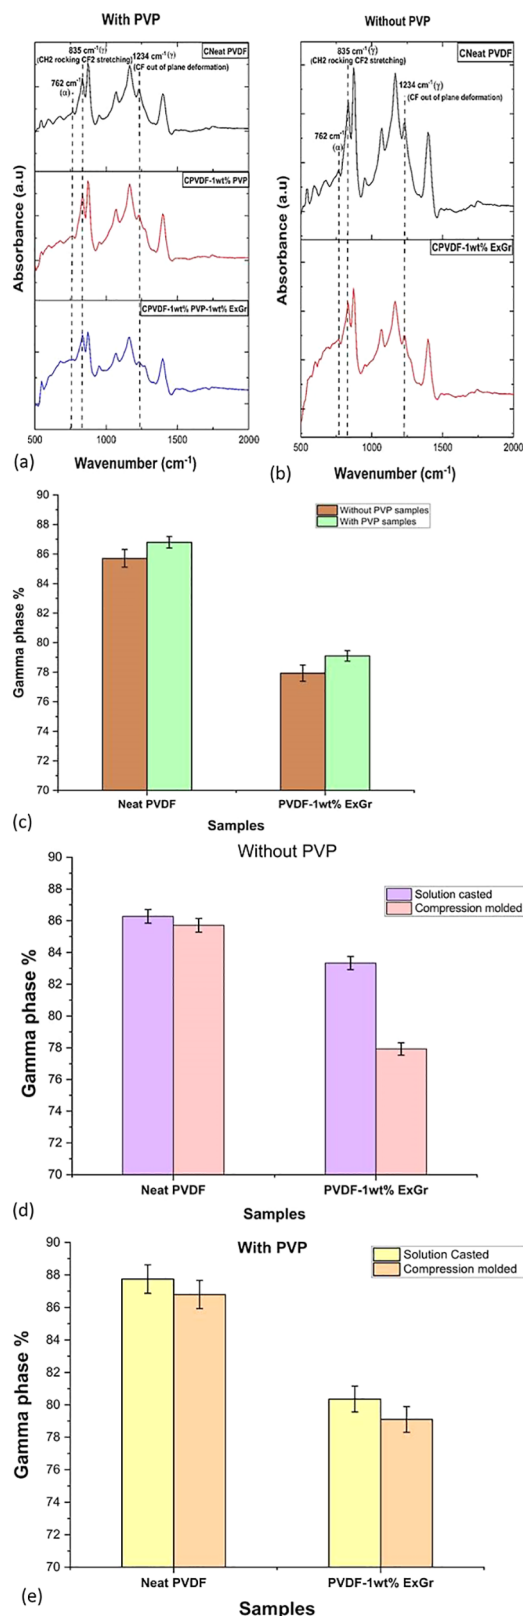 With PVP
Without PVP
835 cm-1(γ)
(CH2 rocking CF2 stretching)
1234 cm-1 (γ)
(CF out of plane deformation)
CNeat PVDF
762 cm-1
(α)
CPVDF-1wt% PVP
CPVDF-1wt% PVP-1wt% ExGr
Absorbance (a.u)
500
1000
1500
2000
Wavenumber (cm-1)
(a)
835 cm-1(γ)
(CH2 rocking CF2 stretching)
CNeat PVDF
1234 cm-1 (γ)
(CF out of plane deformation)
762 cm-1
(α)
CPVDF-1wt% ExGr
Absorbance (a.u)
500
1000
1500
2000
Wavenumber (cm-1)
(b)
90
88
86
84
82
80
78
76
74
72
70
Gamma phase %
Without PVP samples
With PVP samples
Neat PVDF
PVDF-1wt% ExGr
Samples
(c)
Without PVP
90
88
86
84
82
80
78
76
74
72
70
Gamma phase %
Solution casted
Compression molded
Neat PVDF
PVDF-1wt% ExGr
Samples
(d)
With PVP
90
88
86
84
82
80
78
76
74
72
70
Gamma phase %
Solution Casted
Compression molded
Neat PVDF
PVDF-1wt% ExGr
Samples
(e)